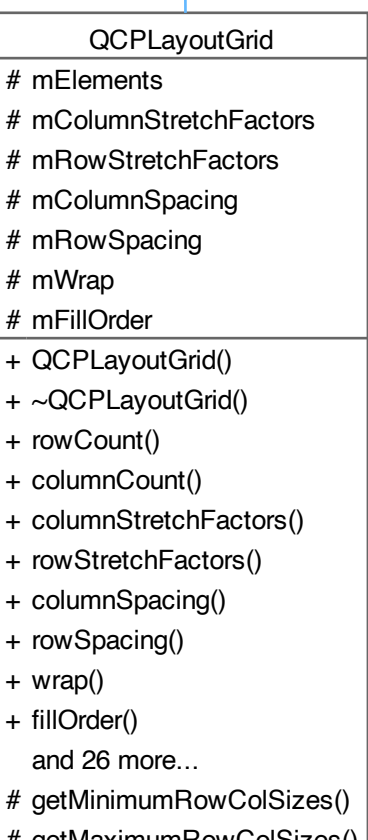 QCPLayoutGrid
# mElements
# mColumnStretchFactors
# mRowStretchFactors
# mColumnSpacing
# mRowSpacing
# mWrap
# mFillOrder
+ QCPLayoutGrid()
+ ~QCPLayoutGrid()
+ rowCount()
+ columnCount()
+ columnStretchFactors()
+ rowStretchFactors()
+ columnSpacing()
+ rowSpacing()
+ wrap()
+ fillOrder()
and 26 more...
# getMinimumRowColSizes()
# getMaximumRowColSizes()